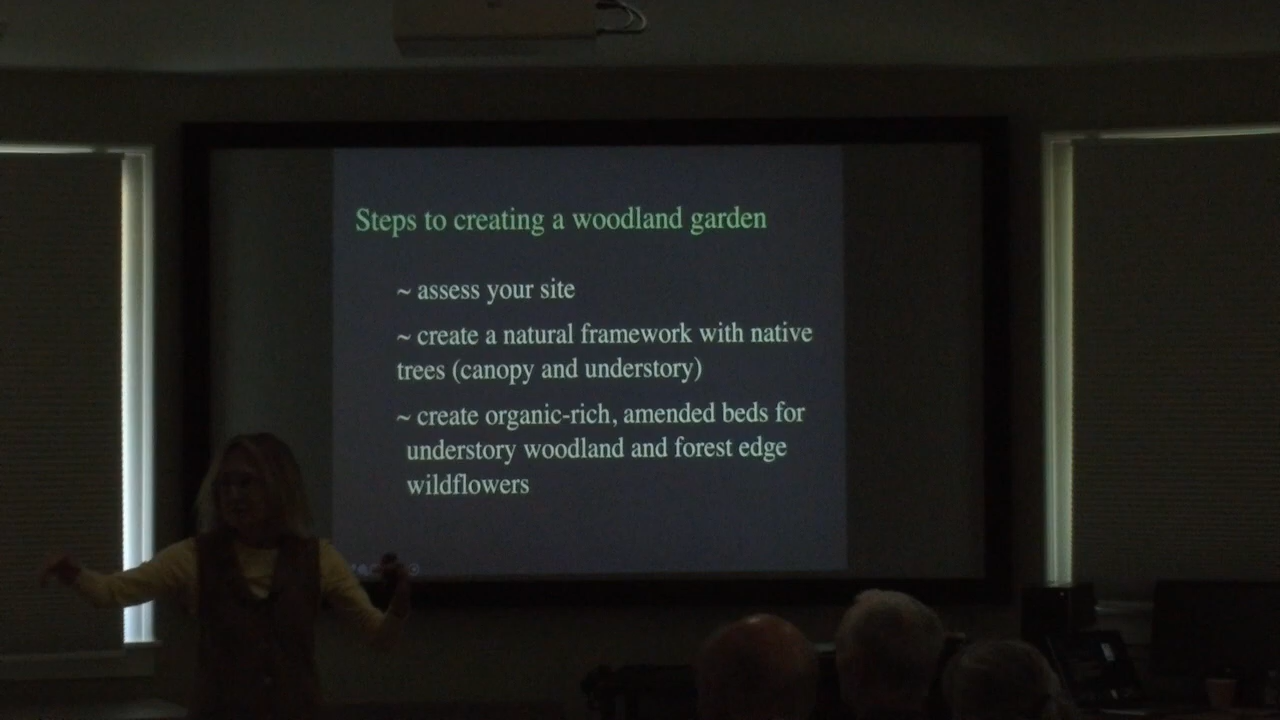 Steps to creating a woodland garden
~ assess your site
~ create a natural framework with native
trees (canopy and understory)
~ create organic-rich, amended beds for
understory woodland and forest edge
wildflowers